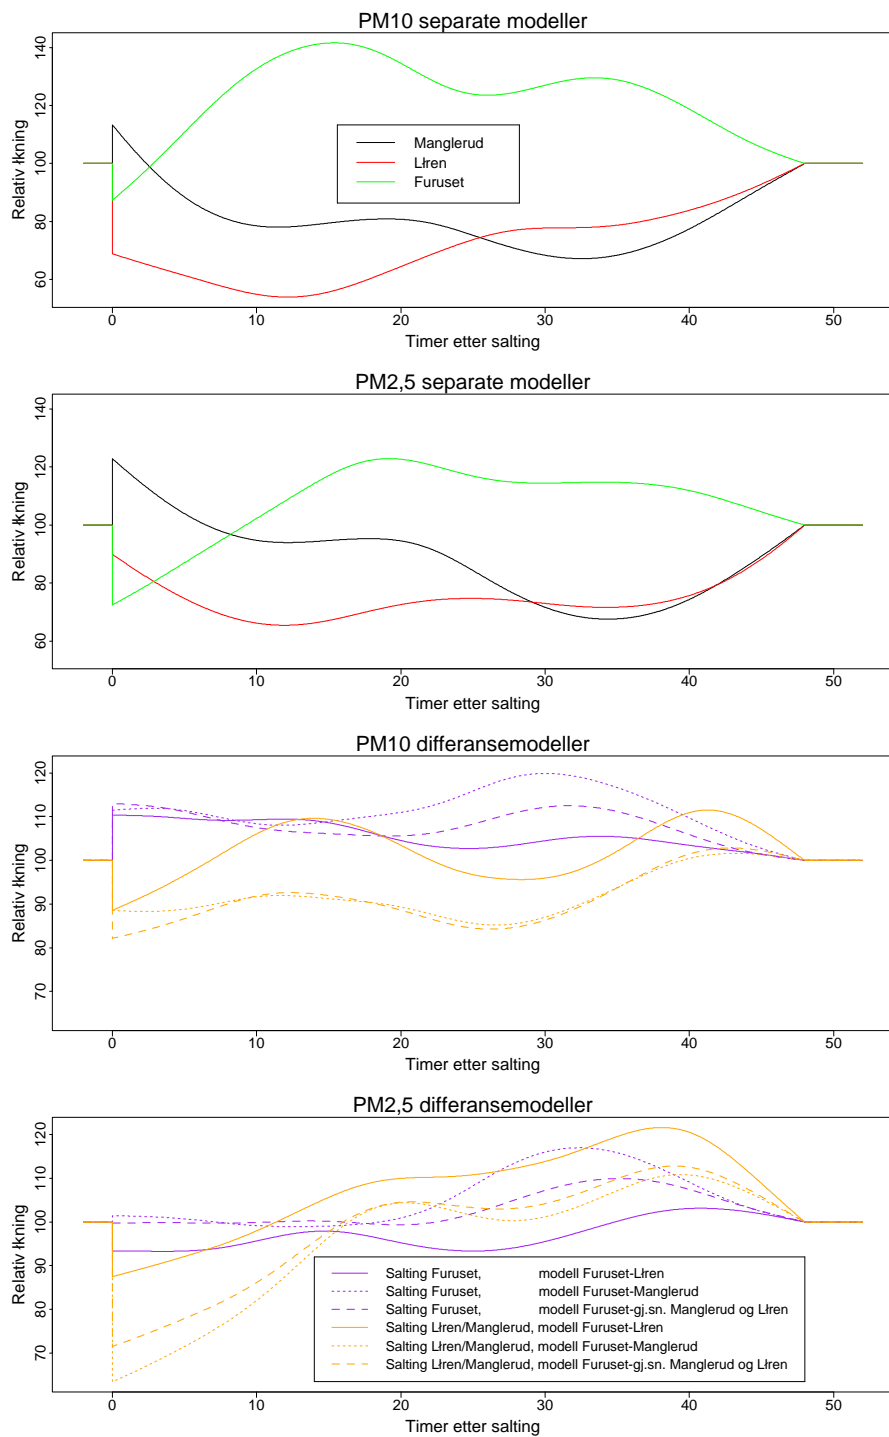 PM10 separate modeller
Relativ łkning
60
80
100
120
140
Manglerud
Lłren
Furuset
0 10 20 30 40 50
Timer etter salting
PM2,5 separate modeller
Relativ łkning
60
80
100
120
140
0 10 20 30 40 50
Timer etter salting
PM10 differansemodeller
Relativ łkning
70
80
90
100
110
120
0 10 20 30 40 50
Timer etter salting
PM2,5 differansemodeller
Relativ łkning
70
80
90
100
110
120
Salting Furuset, modell Furuset-Lłren
Salting Furuset, modell Furuset-Manglerud
Salting Furuset, modell Furuset-gj.sn. Manglerud og Lłren
Salting Lłren/Manglerud, modell Furuset-Lłren
Salting Lłren/Manglerud, modell Furuset-Manglerud
Salting Lłren/Manglerud, modell Furuset-gj.sn. Manglerud og Lłren
0 10 20 30 40 50
Timer etter salting